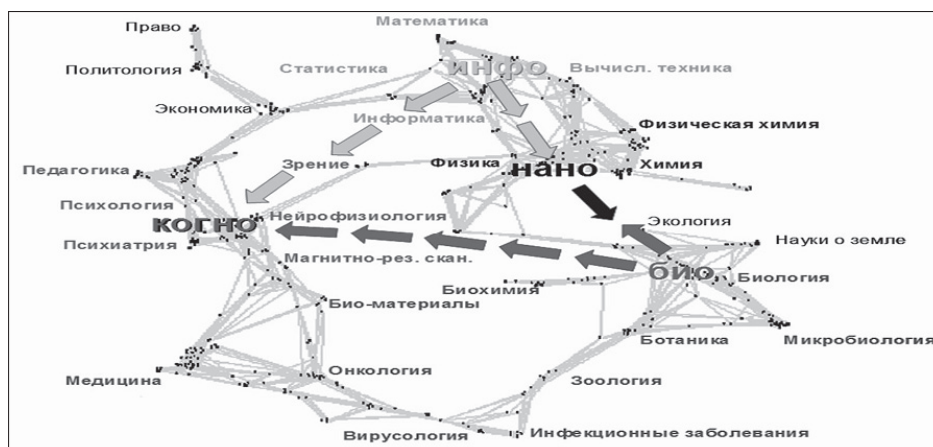 Право
Математика
Политология
Статистика
инфо
Вычисл. техника
Экономика
Информатика
Физическая химия
Педагогика
Зрение
Физика
нано
Химия
Психология
когно
Нейрофизиология
Экология
Психиатрия
Магнитно-рез. скан.
Науки о земле
био
Биология
Биохимия
Био-материалы
Ботаника
Микробиология
Медицина
Онкология
Зоология
Вирусология
Инфекционные заболевания